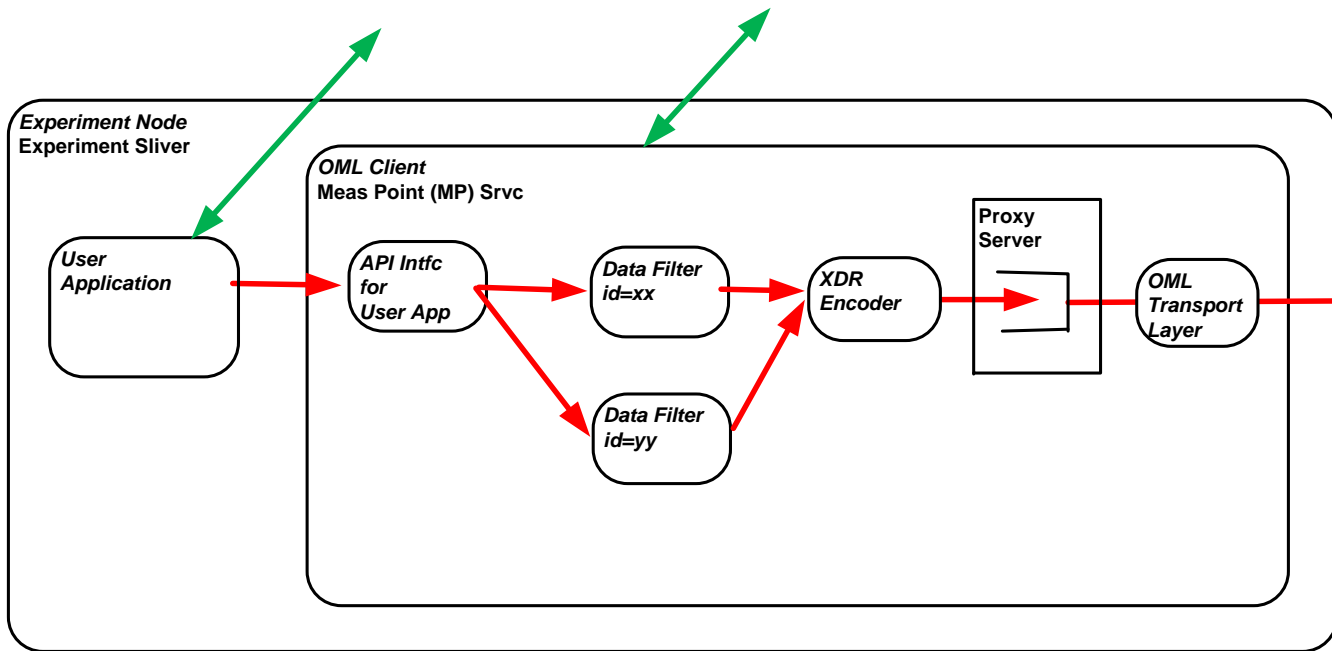 Experiment Node
Experiment Sliver
OML Client
Meas Point (MP) Srvc
User
Application
API Intfc
for
User App
Data Filter
id=xx
XDR
Encoder
Proxy
Server
OML
Transport
Layer
Data Filter
id=yy